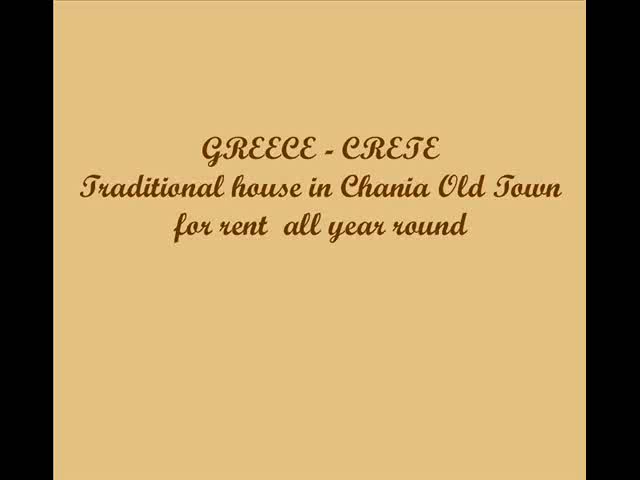 GREECE - CRETE
Traditional house in Chania Old Town
for rent  all year round